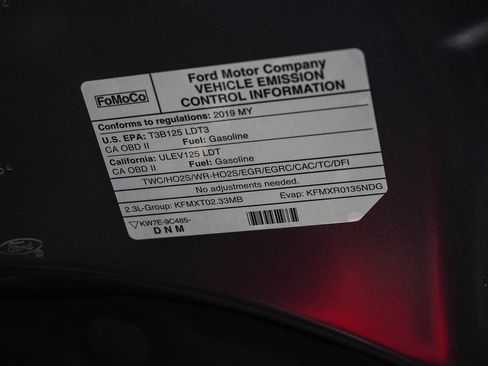 FoMoCo
Ford Motor Company
VEHICLE EMISSION
CONTROL INFORMATION
Conforms to regulations: 2019 MY
U.S. EPA: T3B125 LDT3
CA OBD II Fuel: Gasoline
California: ULEV125 LDT
CA OBD II Fuel: Gasoline
TWC/HO2S/WR-HO2S/EGR/EGRC/CAC/TC/DFI
No adjustments needed.
2.3L-Group: KFMXT02.33MB Evap: KFMXR0135NDG
KW7E-9C485-
DNM
Ford